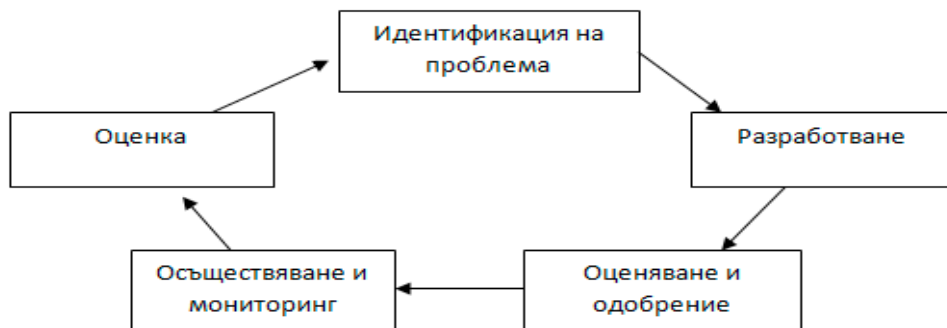 Идентификация на
проблема
Оценка
Разработване
Осъществяване и
мониторинг
Оценяване и
одобрение